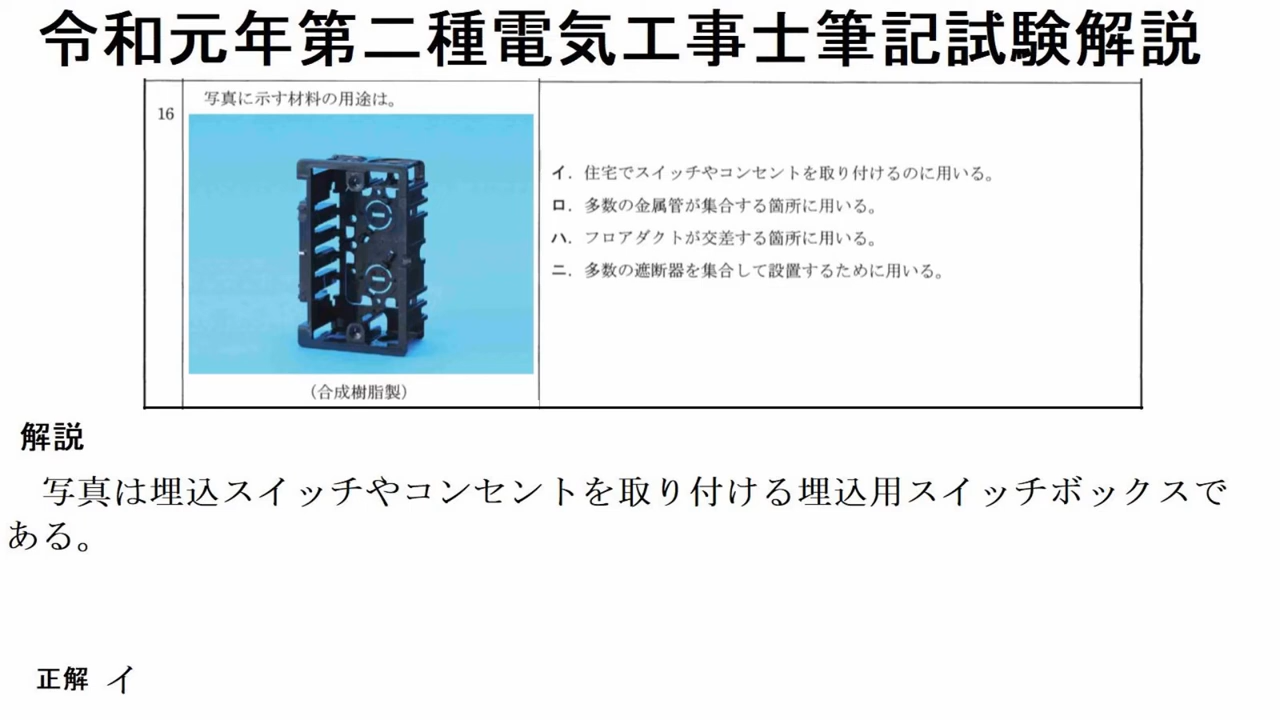 令和元年第二種電気工事士筆記試験解説
16
写真に示す材料の用途は。
(合成樹脂製)
イ．住宅でスイッチやコンセントを取り付けるのに用いる。
ロ．多数の金属管が集合する箇所に用いる。
ハ．フロアダクトが交差する箇所に用いる。
ニ．多数の遮断器を集合して設置するために用いる。
解説
写真は埋込スイッチやコンセントを取り付ける埋込用スイッチボックスで
ある。
正解 イ